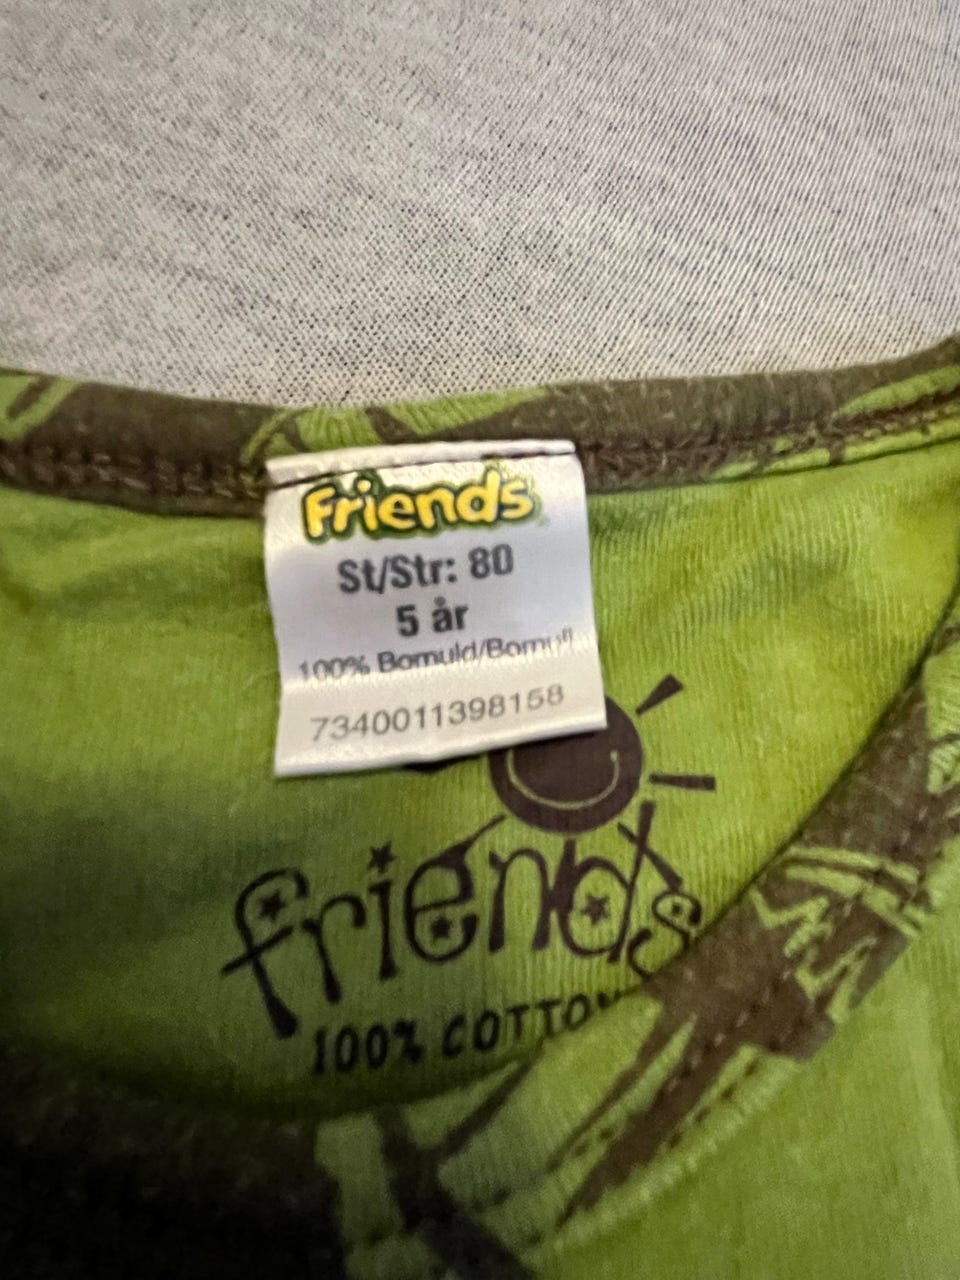 Friends
St/Str: 80
5 år
100% Bomuld/Bomull
7340011398158
friends
100% COTTON